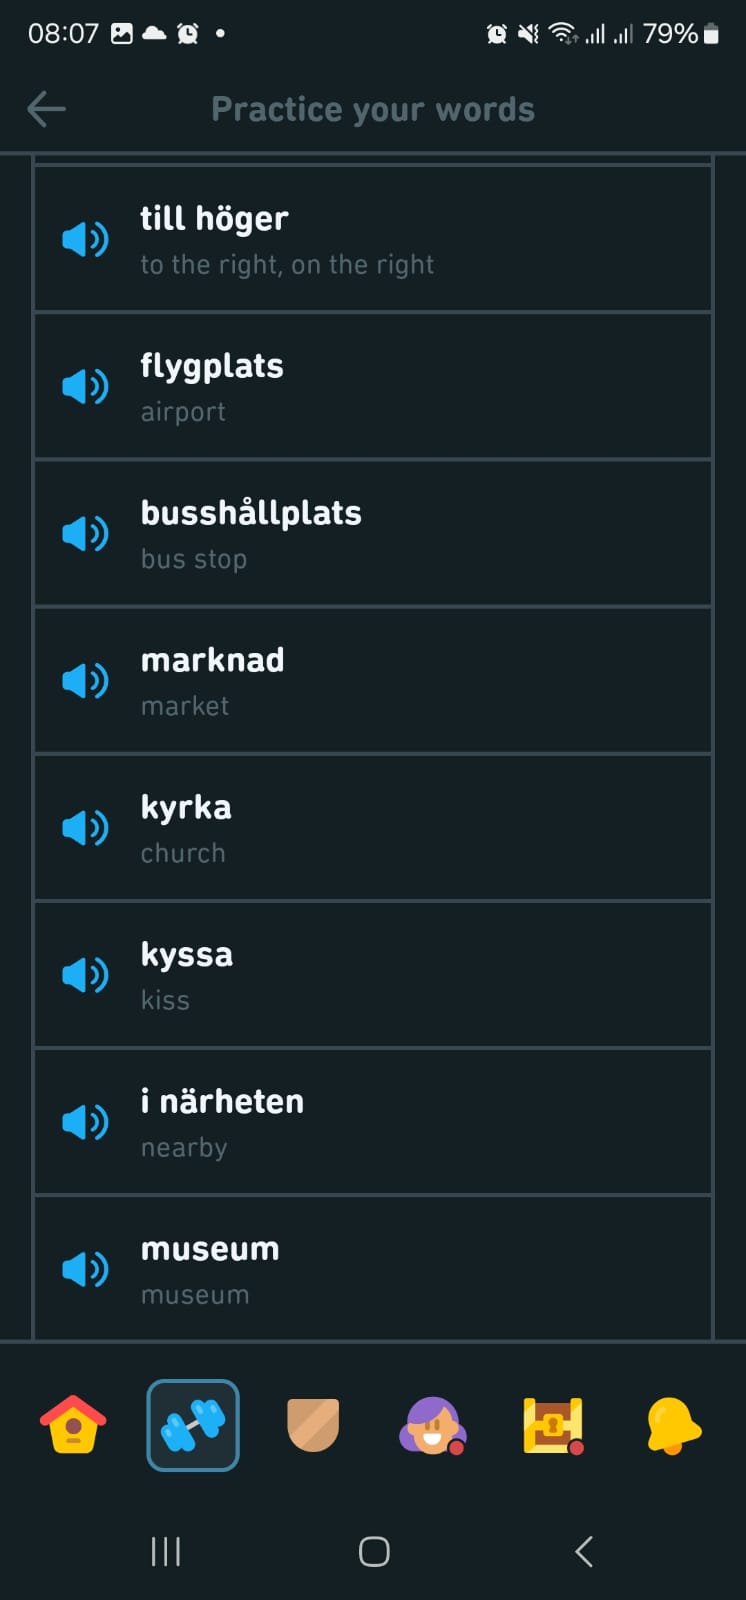 08:07
79%
Practice your words
till höger
to the right, on the right
flygplats
airport
busshållplats
bus stop
marknad
market
kyrka
church
kyssa
kiss
i närheten
nearby
museum
museum